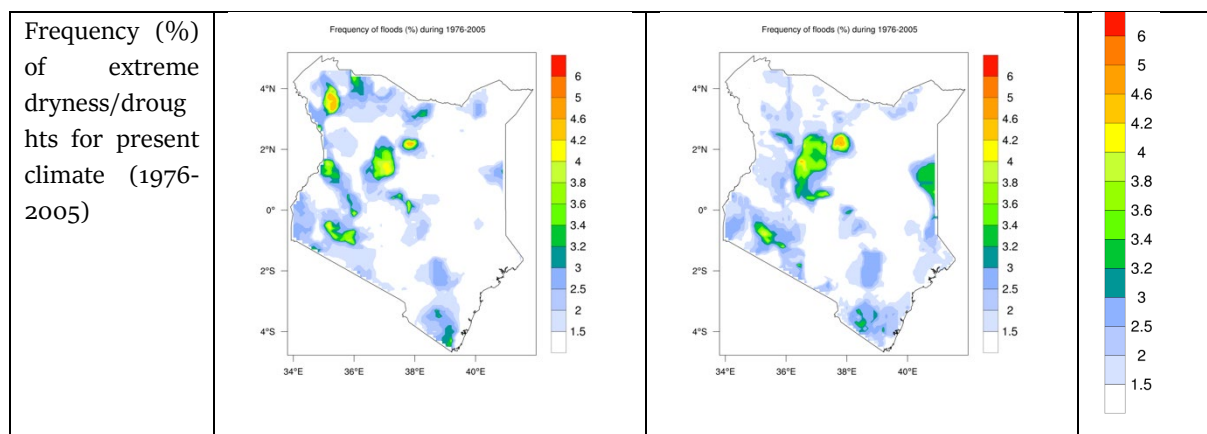 Frequency (%)
of extreme
dryness/droug
hts for present
climate (1976-
2005)
Frequency of floods (%) during 1976-2005
4°N
2°N
0°
2°S
4°S
34°E 36°E 38°E 40°E
6
5
4.6
4.2
4
3.8
3.6
3.4
3.2
3
2.5
2
1.5
Frequency of floods (%) during 1976-2005
4°N
2°N
0°
2°S
4°S
34°E 36°E 38°E 40°E
6
5
4.6
4.2
4
3.8
3.6
3.4
3.2
3
2.5
2
1.5
6
5
4.6
4.2
4
3.8
3.6
3.4
3.2
3
2.5
2
1.5